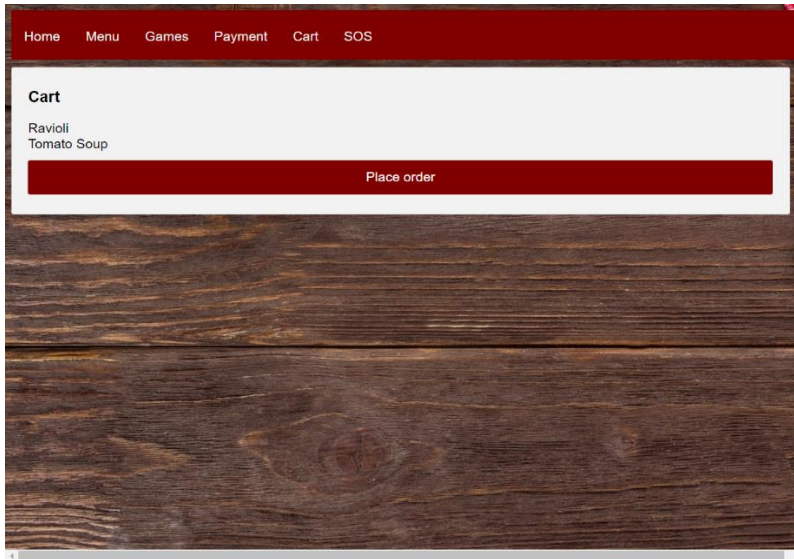 Home Menu Games Payment Cart SOS
Cart
Ravioli
Tomato Soup
Place order